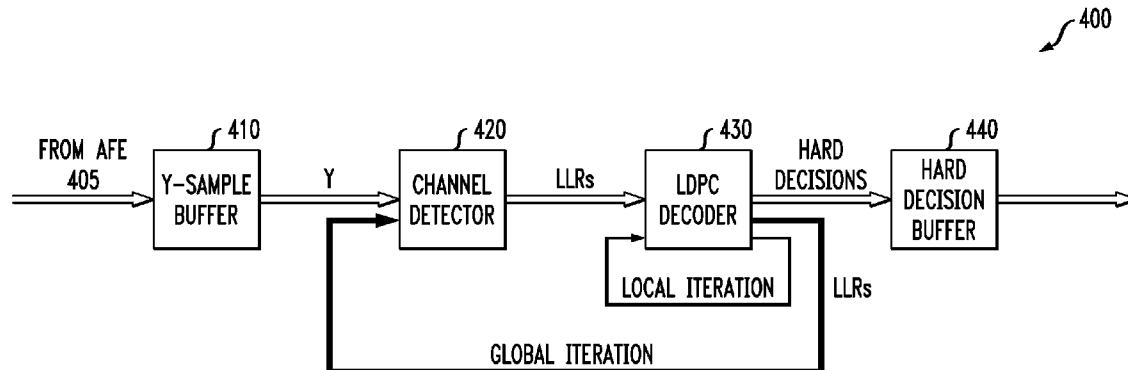 400
FROM AFE
405
410
Y-SAMPLE
BUFFER
Y
420
CHANNEL
DETECTOR
LLRs
430
LDPC
DECODER
HARD
DECISIONS
440
HARD
DECISION
BUFFER
LOCAL ITERATION
LLRs
GLOBAL ITERATION